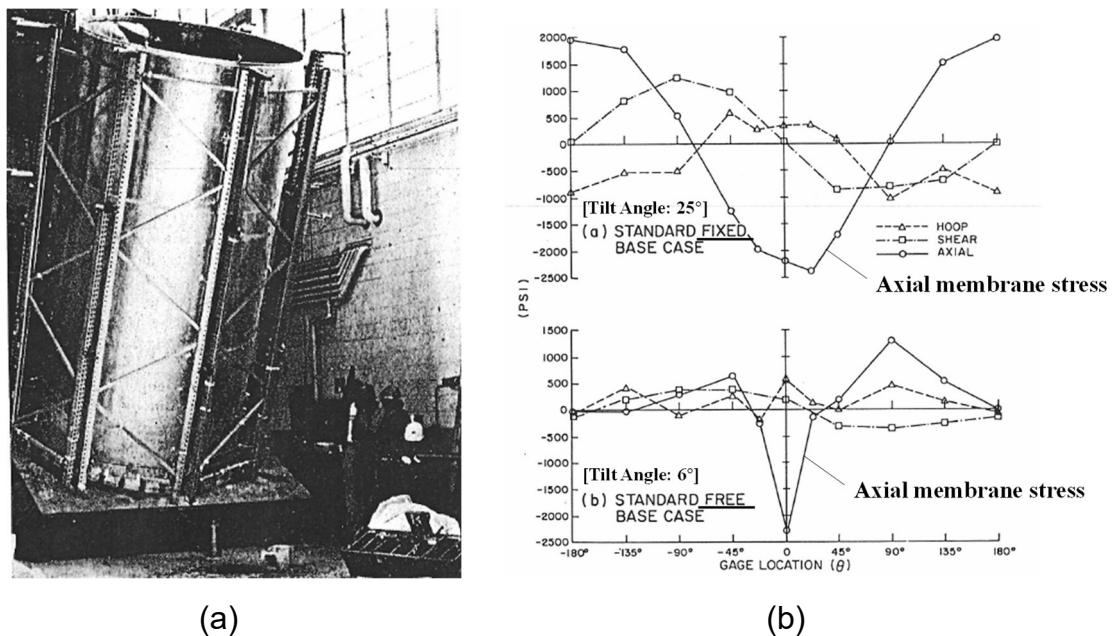 2000
1500
1000
500
0
-500
-1000
-1500
-2000
-2500
[Tilt Angle: 25°]
(a) STANDARD FIXED
BASE CASE
HOOP
SHEAR
AXIAL
Axial membrane stress
(PSI)
1500
1000
500
0
-500
-1000
-1500
-2000
-2500
[Tilt Angle: 6°]
(b) STANDARD FREE
BASE CASE
Axial membrane stress
-180° -135° -90° -45° 0 45° 90° 135° 180°
GAGE LOCATION (θ)
(a) (b)